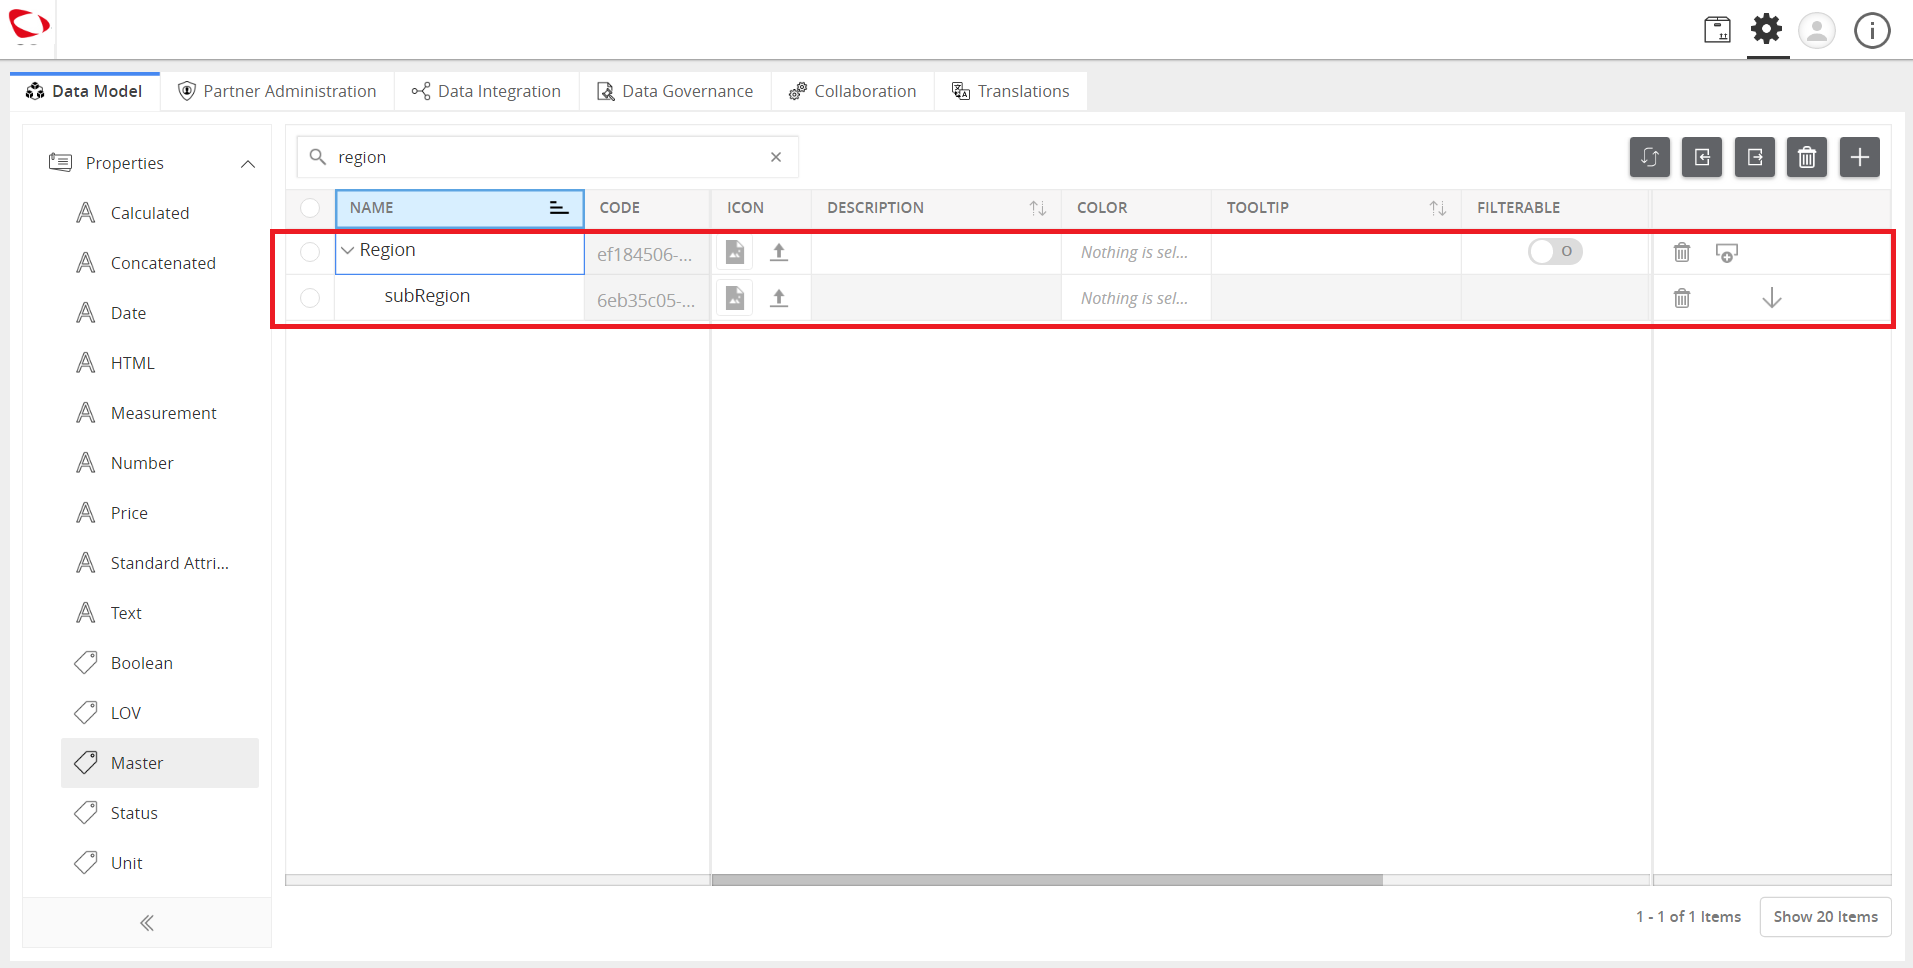 Data Model
Partner Administration
Data Integration
Data Governance
Collaboration
Translations
Properties
Calculated
Concatenated
Date
HTML
Measurement
Number
Price
Standard Attri...
Text
Boolean
LOV
Master
Status
Unit
region
NAME CODE ICON DESCRIPTION COLOR TOOLTIP FILTERABLE
Region ef184506-... Nothing is sel...
subRegion 6eb35c05-... Nothing is sel...
1 - 1 of 1 Items
Show 20 Items